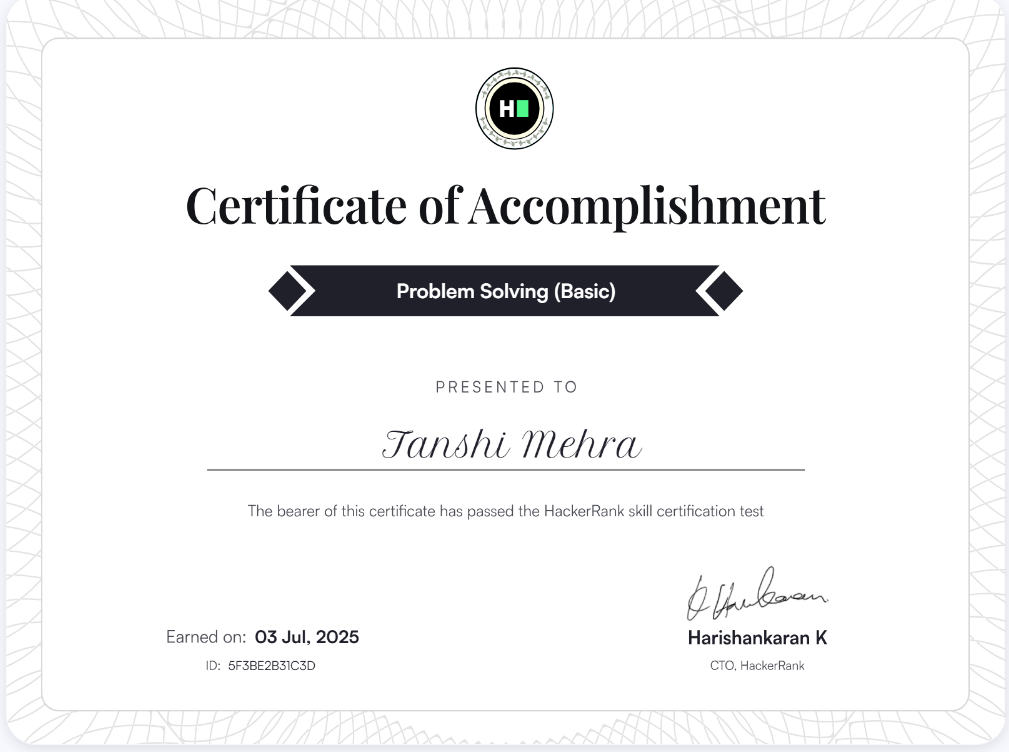 H
Certificate of Accomplishment
Problem Solving (Basic)
PRESENTED TO
Tanshi Mehra
The bearer of this certificate has passed the HackerRank skill certification test
Earned on: 03 Jul, 2025
ID: 5F3BE2B31C3D
Harishankaran K
CTO, HackerRank